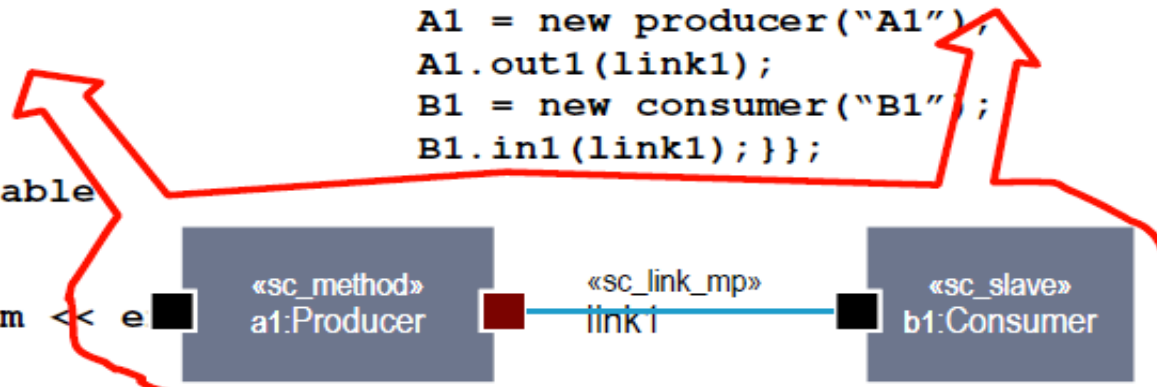 A1 = new producer(“A1”);
A1.out1(link1);
B1 = new consumer(“B1”);
B1.in1(link1);}};
able
«sc_method»
a1:Producer
«sc_link_mp»
link1
«sc_slave»
b1:Consumer
m << e